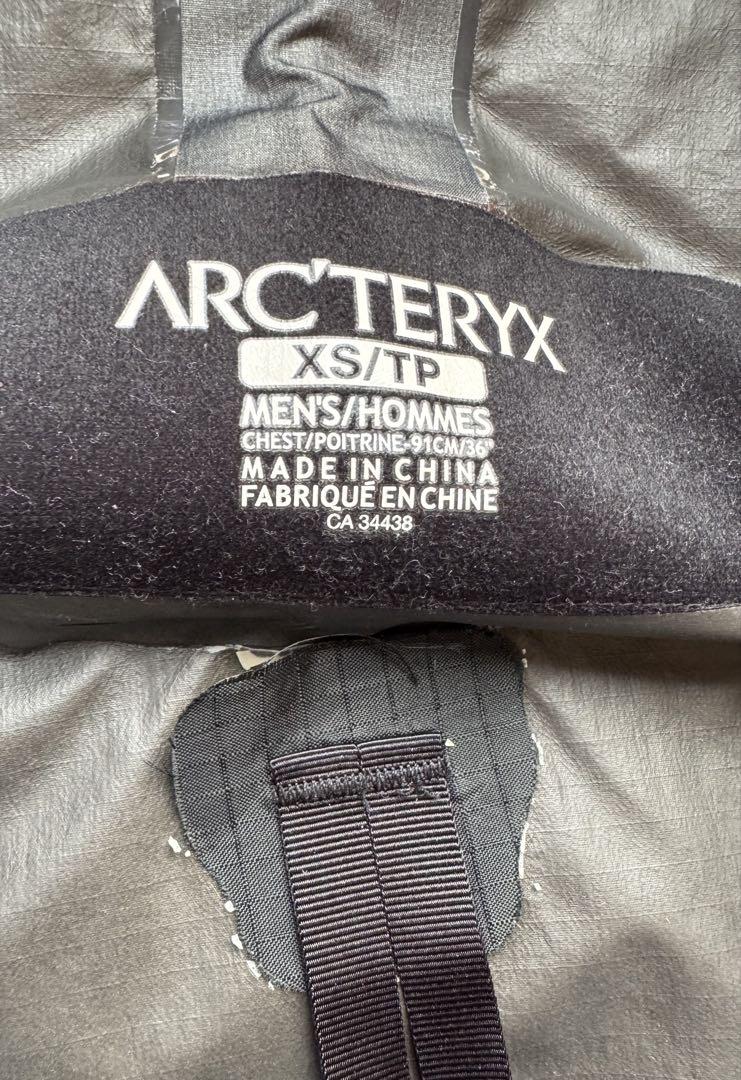 ARC'TERYX
XS/TP
MEN'S/HOMMES
CHEST/POITRINE-91CM/36"
MADE IN CHINA
FABRIQUÉ EN CHINE
CA 34438